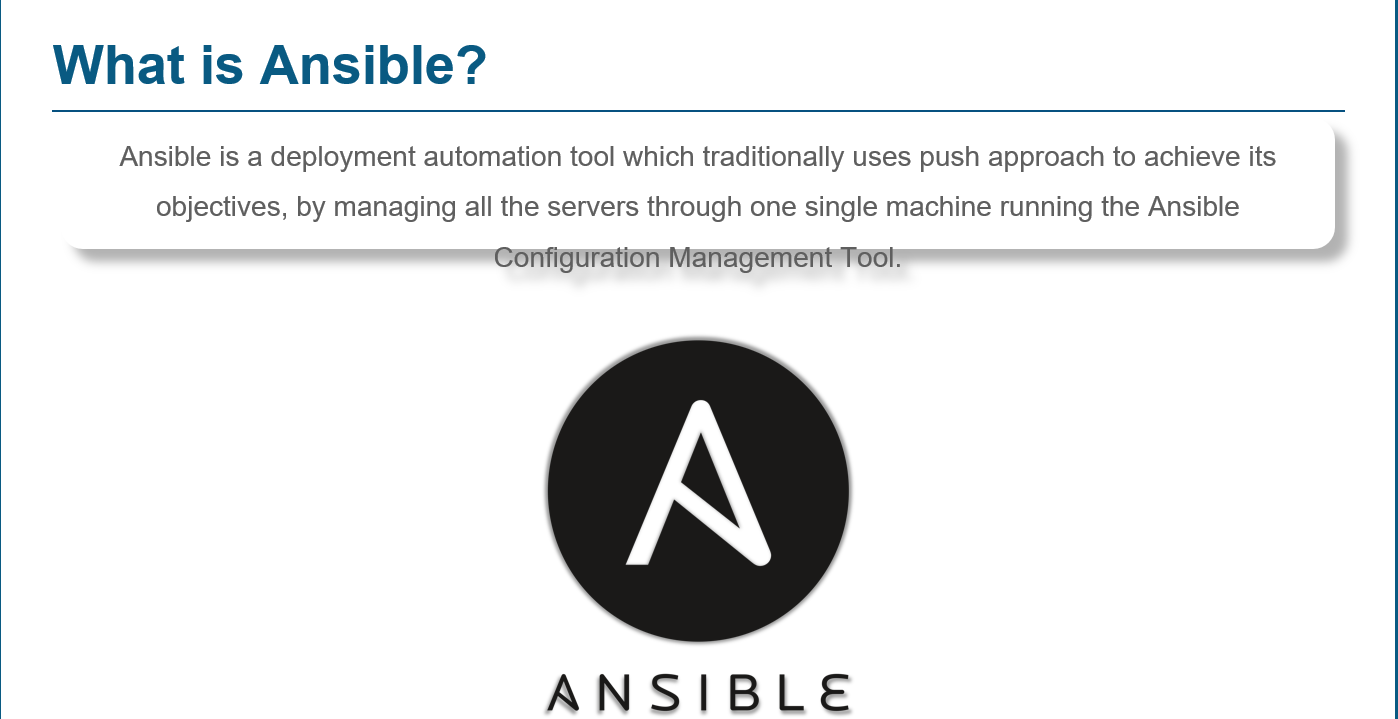 What is Ansible?
Ansible is a deployment automation tool which traditionally uses push approach to achieve its
objectives, by managing all the servers through one single machine running the Ansible
Configuration Management Tool.
ANSIBLE